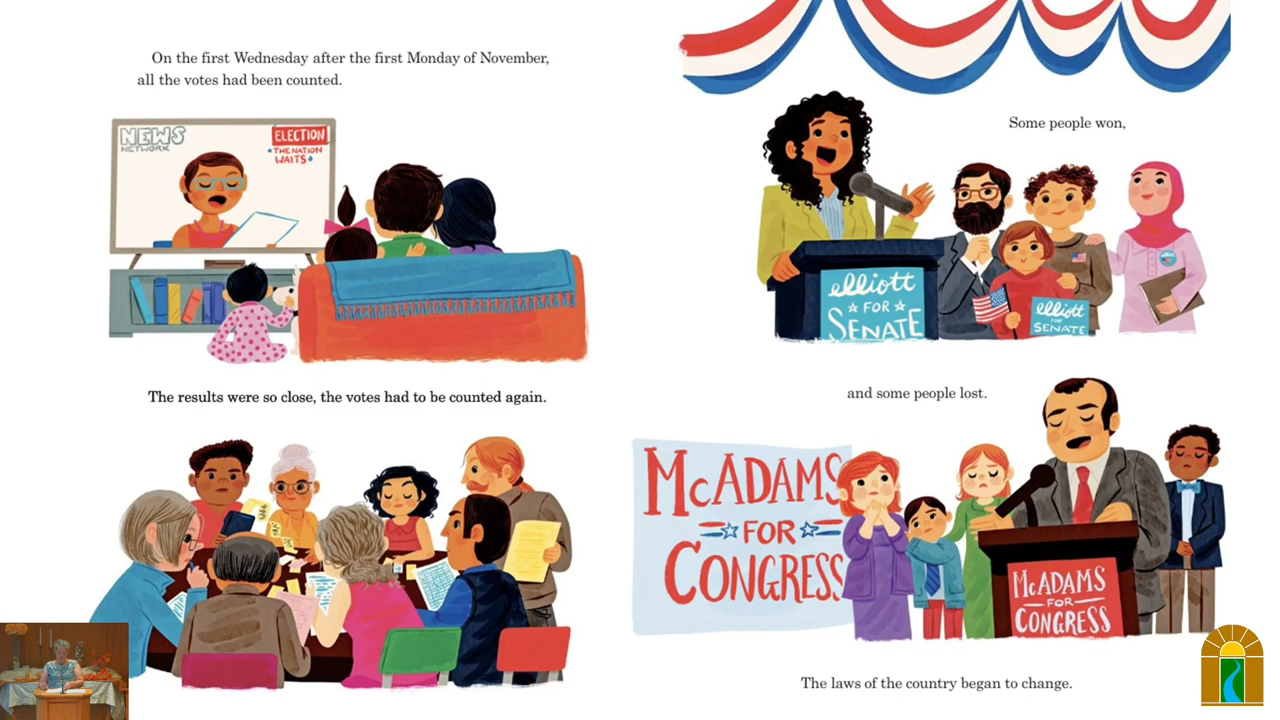 On the first Wednesday after the first Monday of November,
all the votes had been counted.
NEWS
NETWORK
ELECTION
THE NATION
WAITS
The results were so close, the votes had to be counted again.
Some people won,
elliott
FOR
SENATE
elliott
FOR
SENATE
and some people lost.
McADAMS
FOR
CONGRESS
McADAMS
FOR
CONGRESS
The laws of the country began to change.